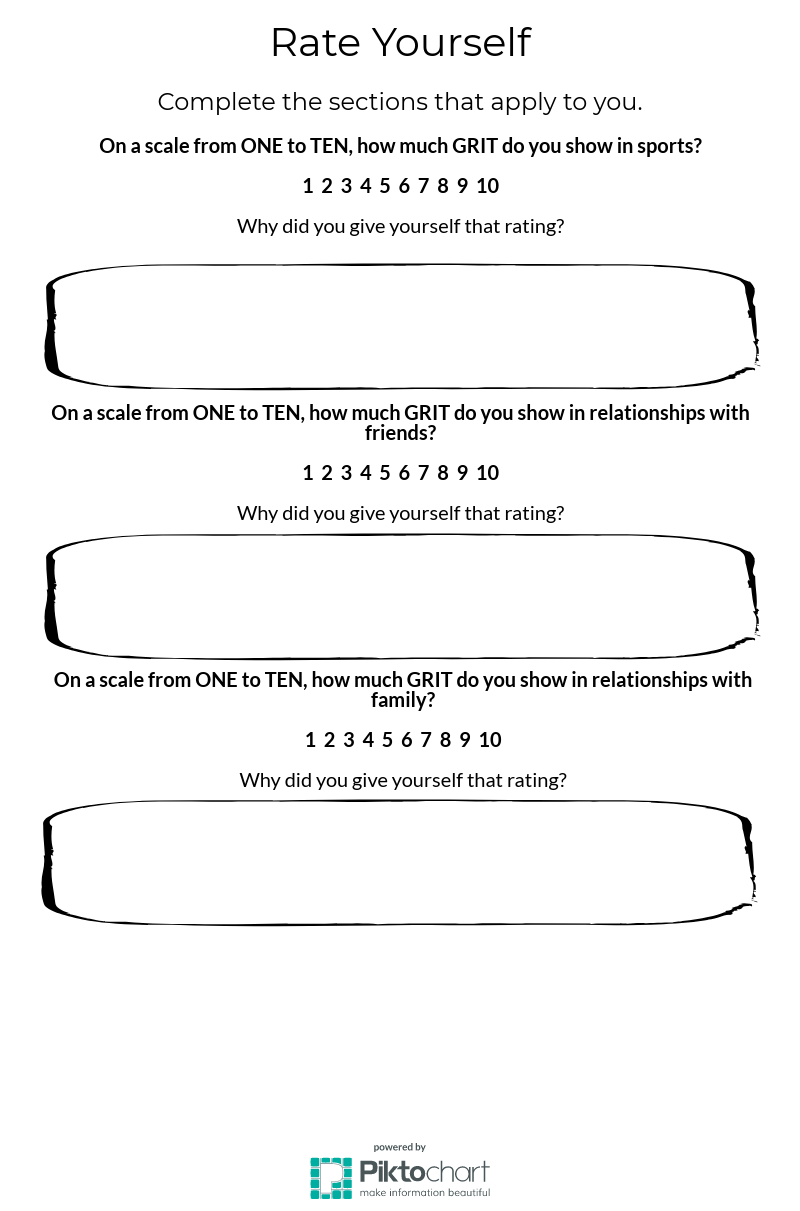 Rate Yourself
Complete the sections that apply to you.
On a scale from ONE to TEN, how much GRIT do you show in sports?
1 2 3 4 5 6 7 8 9 10
Why did you give yourself that rating?
On a scale from ONE to TEN, how much GRIT do you show in relationships with
friends?
1 2 3 4 5 6 7 8 9 10
Why did you give yourself that rating?
On a scale from ONE to TEN, how much GRIT do you show in relationships with
family?
1 2 3 4 5 6 7 8 9 10
Why did you give yourself that rating?
powered by
Piktochart
make information beautiful